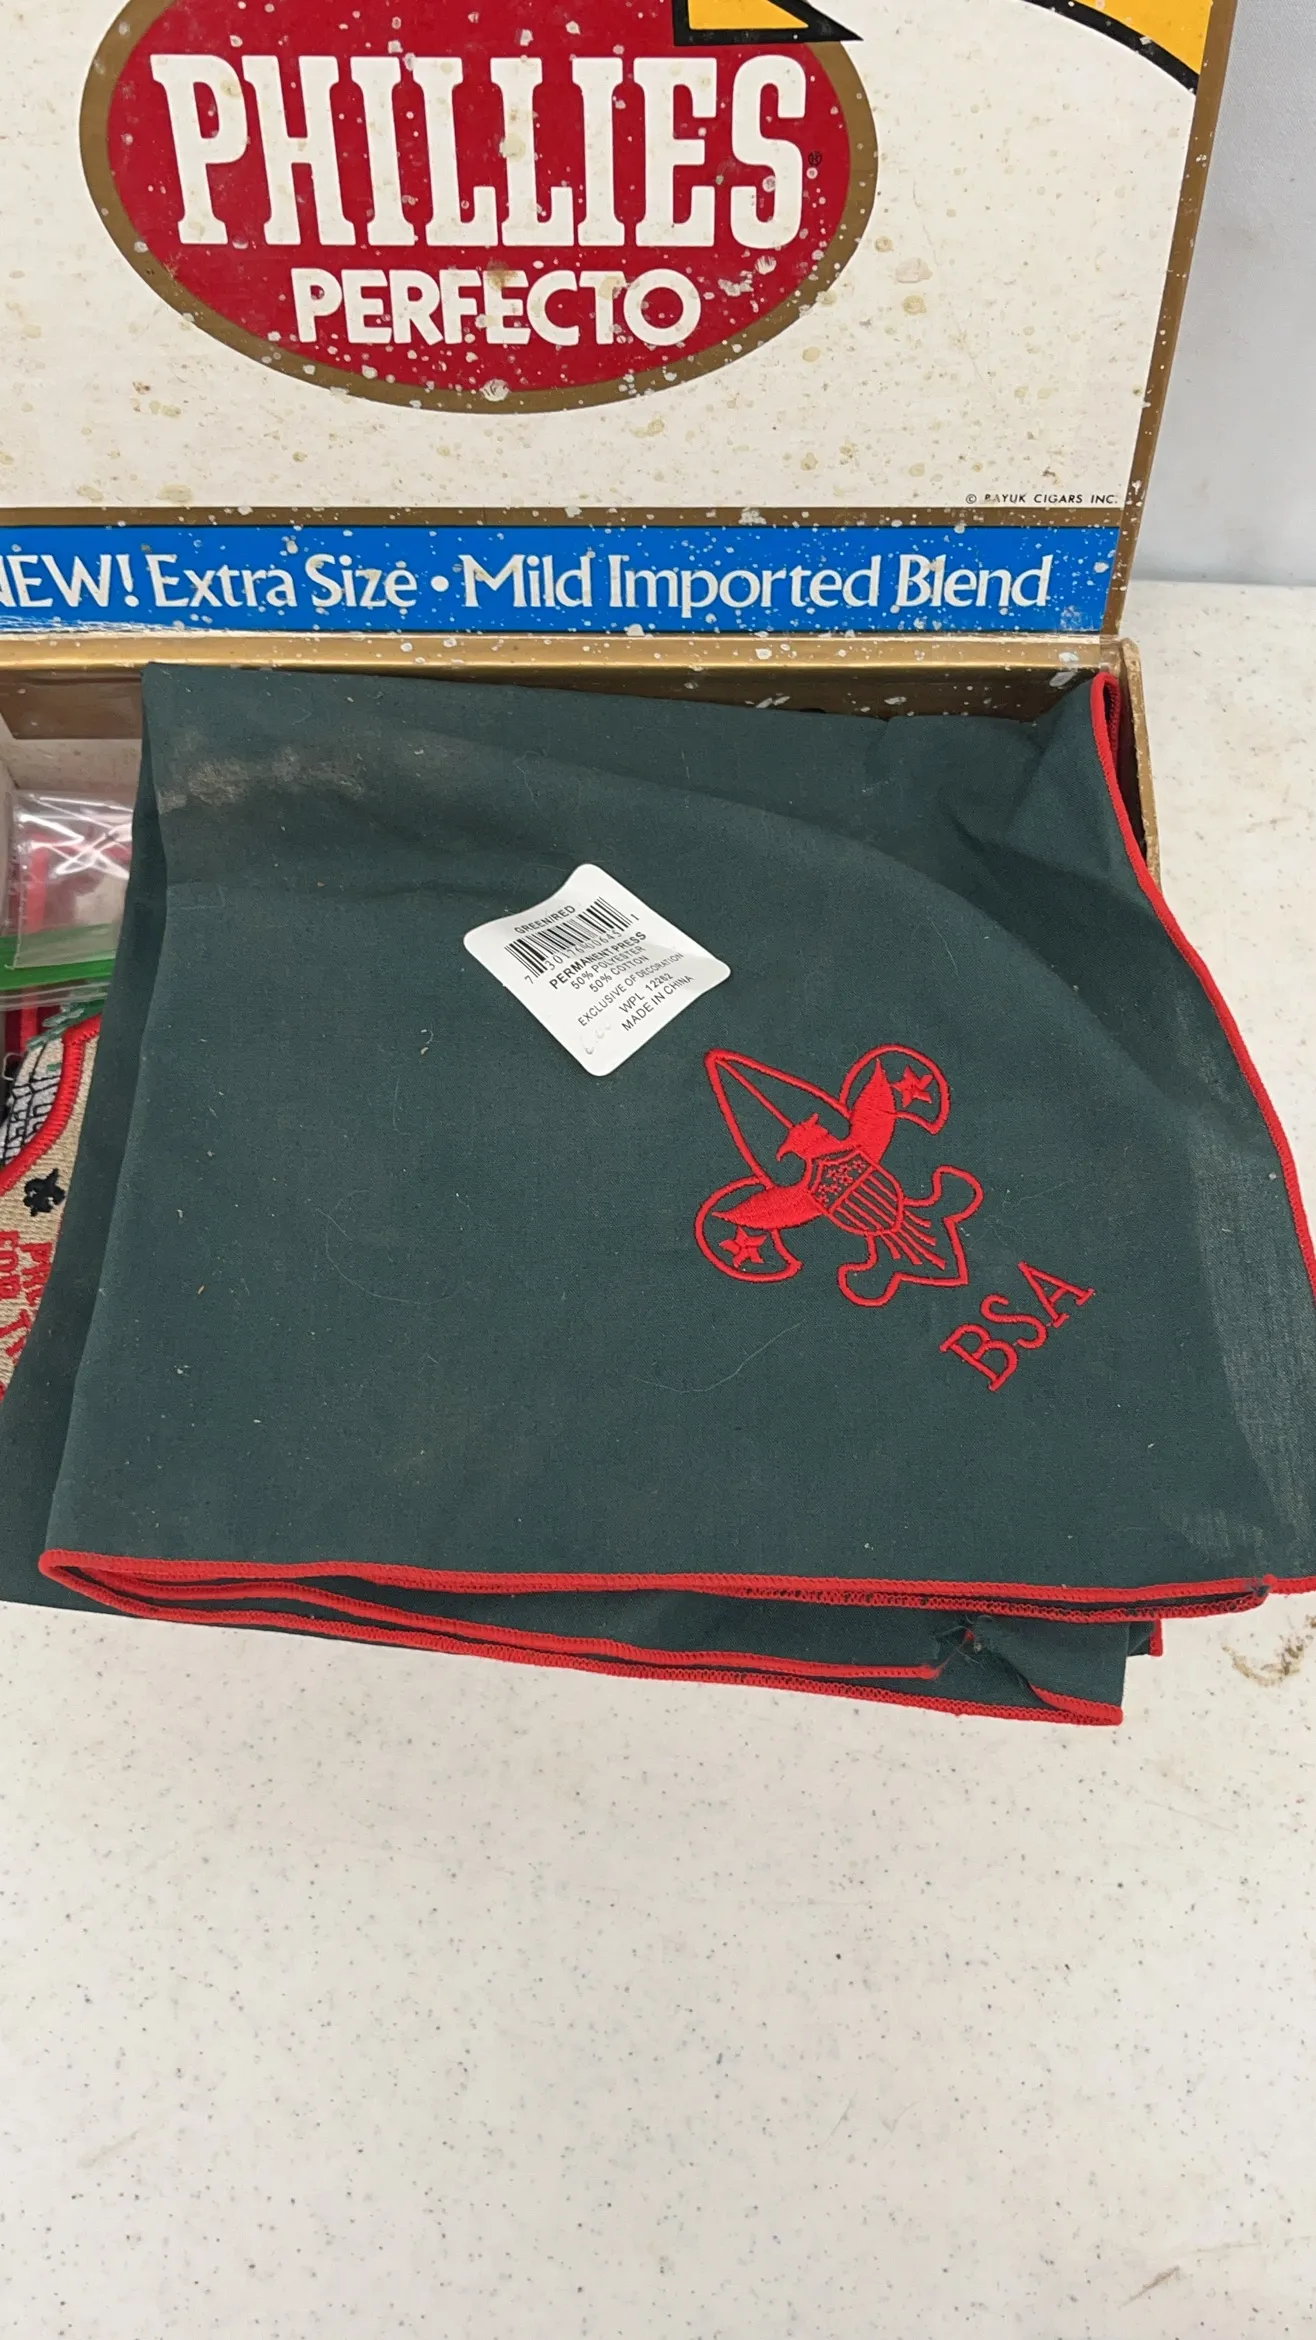 PHILLIES
®
PERFECTO
© BAYUK CIGARS INC.
NEW! Extra Size • Mild Imported Blend
GREEN/RED
PERMANENT PRESS
50% POLYESTER
50% COTTON
EXCLUSIVE OF DECORATION
WPL 12262
MADE IN CHINA
BSA